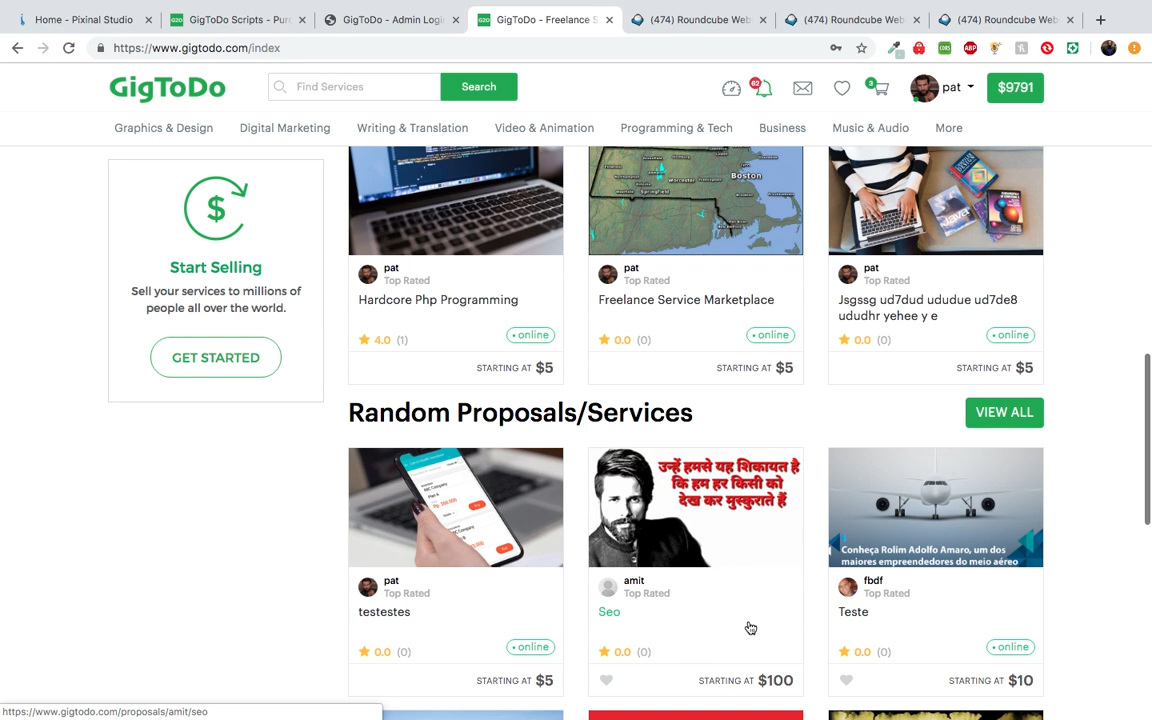 Home - Pixinal Studio
GigToDo Scripts - Pur
GigToDo - Admin Logi
GigToDo - Freelance S
(474) Roundcube Web
(474) Roundcube Web
(474) Roundcube Web
https://www.gigtodo.com/index
GigToDo
Find Services
Search
62
3
pat
$9791
Graphics & Design
Digital Marketing
Writing & Translation
Video & Animation
Programming & Tech
Business
Music & Audio
More
$
Start Selling
Sell your services to millions of
people all over the world.
GET STARTED
Boston
Java
pat
Top Rated
Hardcore Php Programming
4.0 (1)
• online
STARTING AT $5
pat
Top Rated
Freelance Service Marketplace
0.0 (0)
• online
STARTING AT $5
pat
Top Rated
Jsgssg ud7dud ududue ud7de8
ududhr yehee y e
0.0 (0)
• online
STARTING AT $5
Random Proposals/Services
VIEW ALL
pat
Top Rated
testestes
0.0 (0)
• online
STARTING AT $5
उन्हें हमसे यह शिकायत है
कि हम हर किसी को
देख कर मुस्कुराते हैं
amit
Top Rated
Seo
0.0 (0)
STARTING AT $100
Conheça Rolim Adolfo Amaro, um dos
maiores empreendedores do meio aéreo
fbdf
Top Rated
Teste
0.0 (0)
• online
STARTING AT $10
https://www.gigtodo.com/proposals/amit/seo